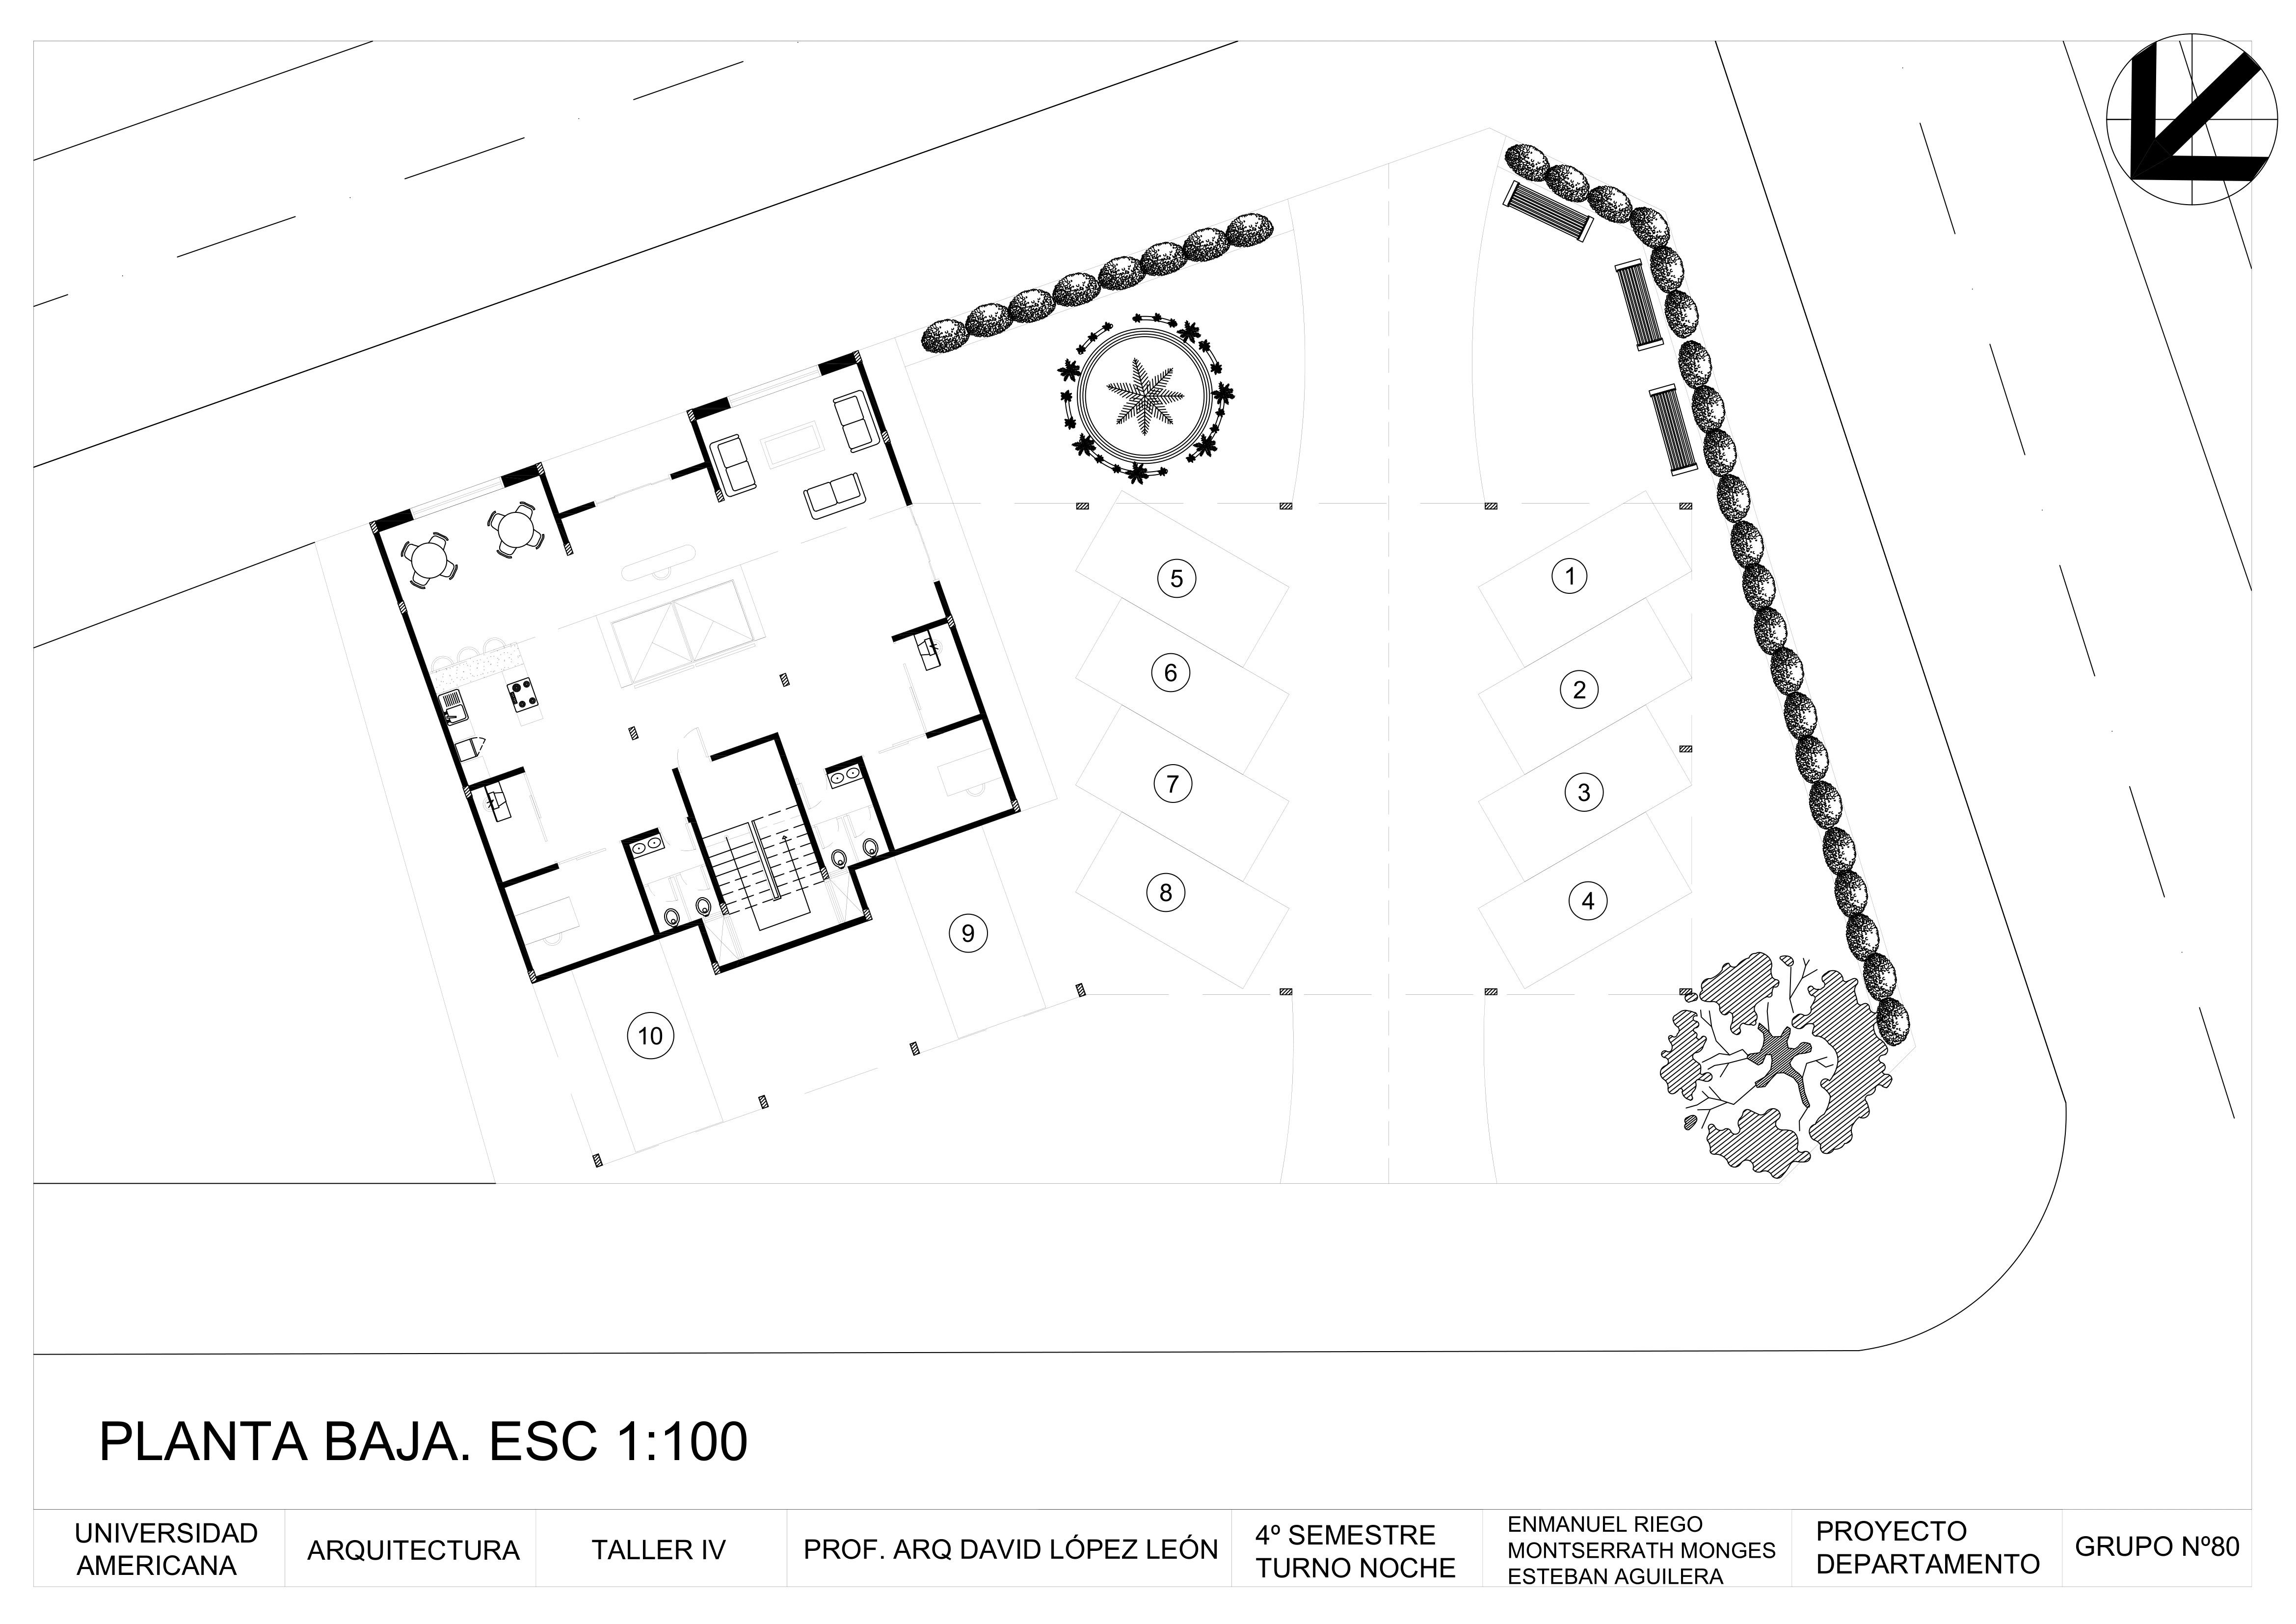 5
1
6
2
7
3
8
4
9
10
PLANTA BAJA. ESC 1:100
UNIVERSIDAD
AMERICANA
ARQUITECTURA
TALLER IV
PROF. ARQ DAVID LÓPEZ LEÓN
4º SEMESTRE
TURNO NOCHE
ENMANUEL RIEGO
MONTSERRATH MONGES
ESTEBAN AGUILERA
PROYECTO
DEPARTAMENTO
GRUPO Nº80